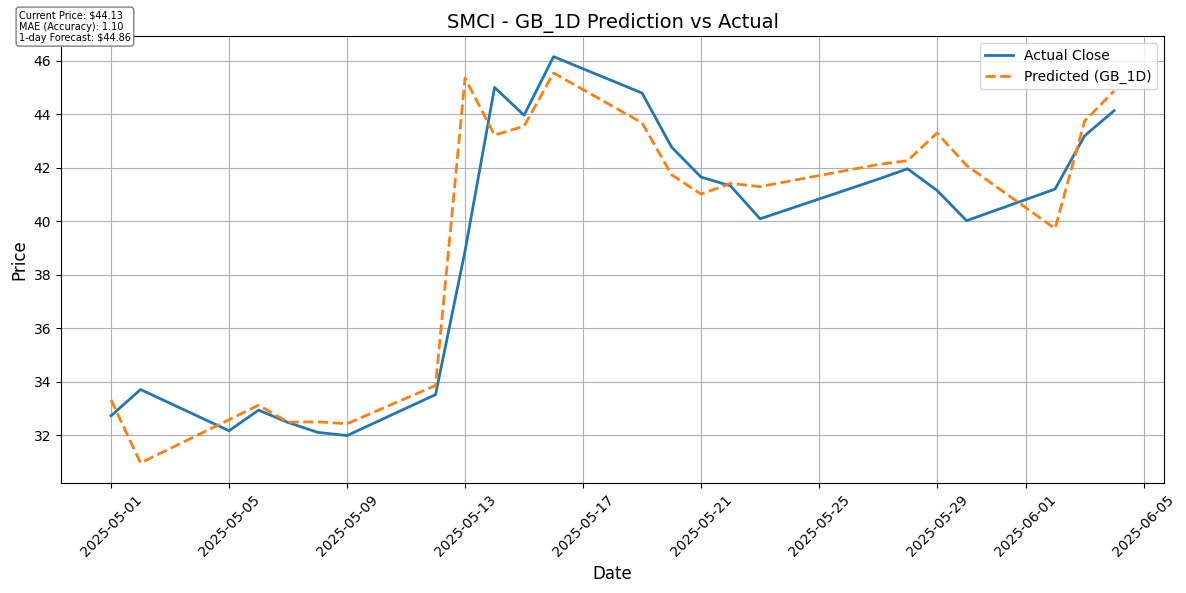 SMCI - GB_1D Prediction vs Actual
Current Price: $44.13
MAE (Accuracy): 1.10
1-day Forecast: $44.86
Actual Close
Predicted (GB_1D)
Price
46
44
42
40
38
36
34
32
2025-05-01
2025-05-05
2025-05-09
2025-05-13
2025-05-17
2025-05-21
2025-05-25
2025-05-29
2025-06-01
2025-06-05
Date